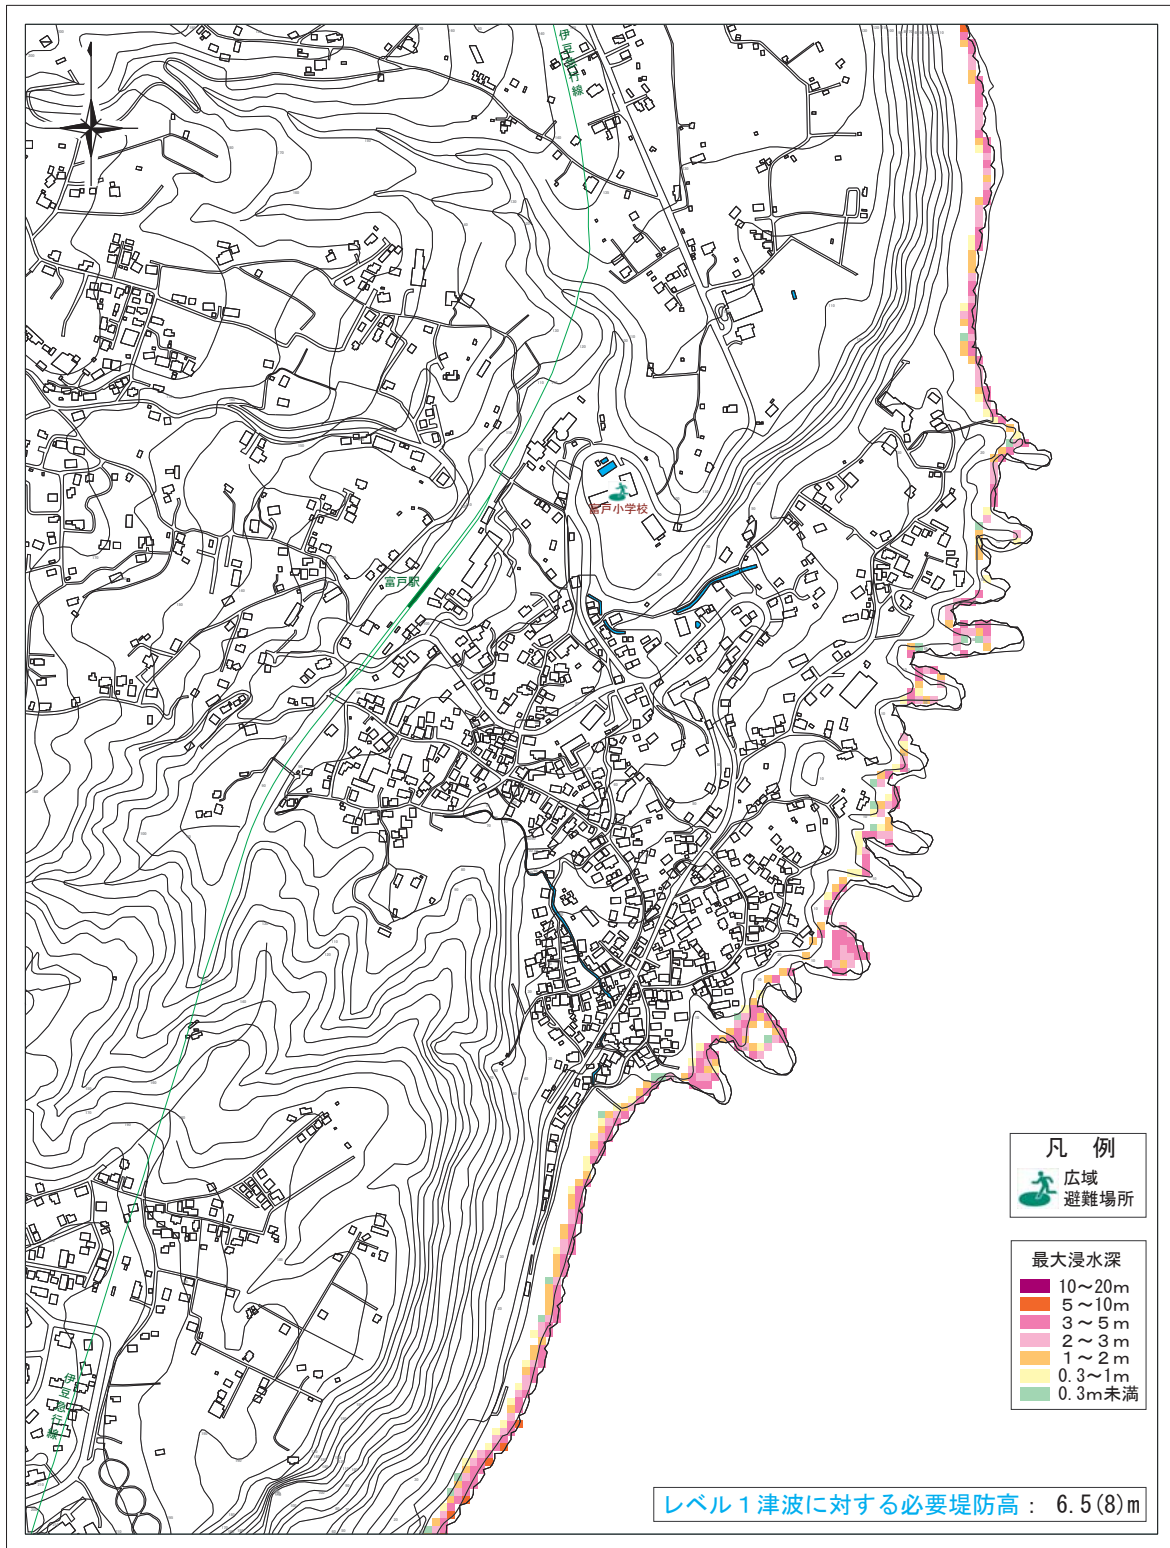 伊豆急行線
富戸小学校
富戸駅
伊豆急行線
凡 例
広域
避難場所
最大浸水深
10～20m
5～10m
3～5m
2～3m
1～2m
0.3～1m
0.3m未満
レベル１津波に対する必要堤防高： 6.5(8)m